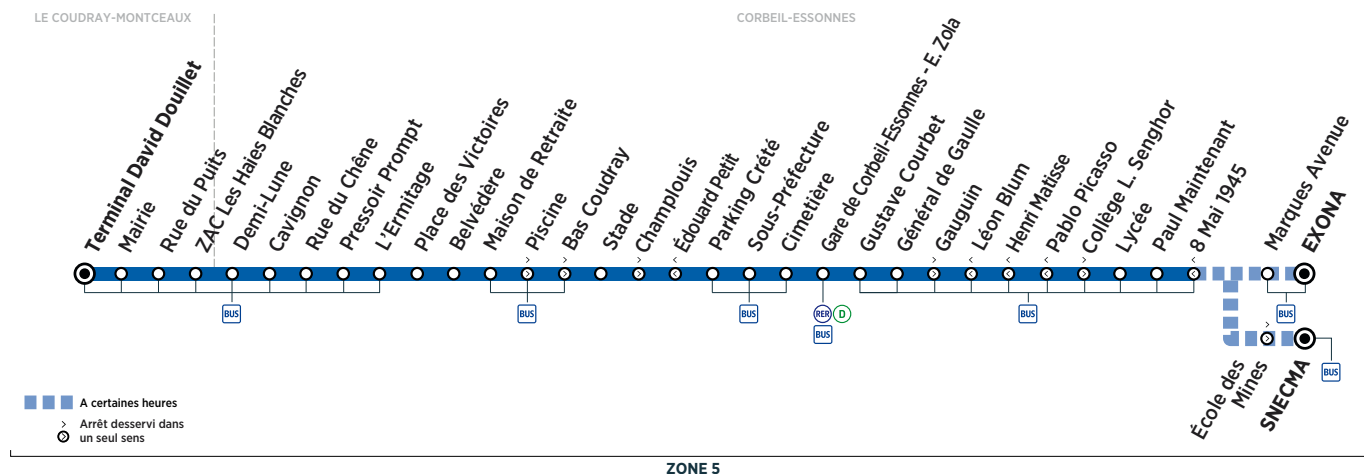 LE COUDRAY-MONTCEAUX
CORBEIL-ESSONNES
Terminal David Douillet
Mairie
Rue du Puits
ZAC Les Haies Blanches
Demi-Lune
Cavignon
Rue du Chêne
Pressoir Prompt
L'Ermitage
Place des Victoires
Belvédère
Maison de Retraite
Piscine
Bas Coudray
Stade
Champlouis
Édouard Petit
Parking Crété
Sous-Préfecture
Cimetière
Gare de Corbeil-Essonnes - E. Zola
Gustave Courbet
Général de Gaulle
Gauguin
Léon Blum
Henri Matisse
Pablo Picasso
Collège L. Senghor
Lycée
Paul Maintenant
8 Mai 1945
Marques Avenue
EXONA
BUS
BUS
BUS
RER D
BUS
BUS
BUS
École des
Mines
SNECMA
BUS
A certaines heures
Arrêt desservi dans
un seul sens
ZONE 5